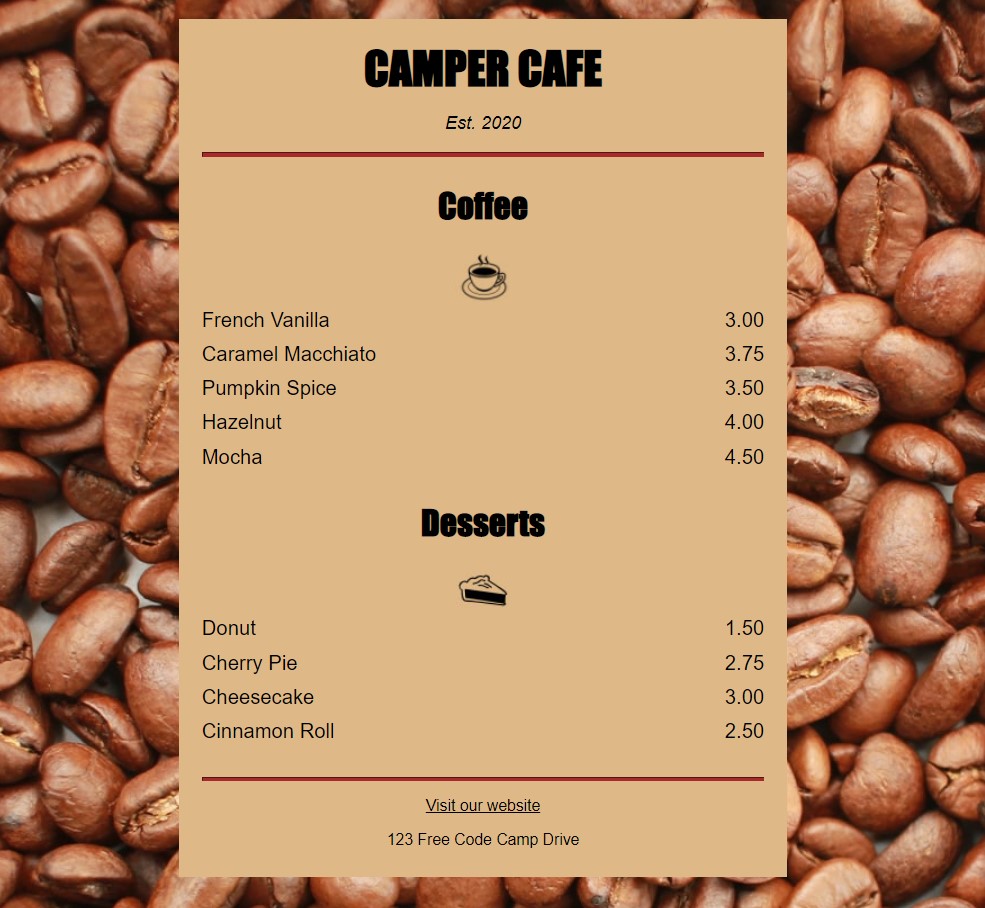 CAMPER CAFE
Est. 2020
Coffee
French Vanilla 3.00
Caramel Macchiato 3.75
Pumpkin Spice 3.50
Hazelnut 4.00
Mocha 4.50
Desserts
Donut 1.50
Cherry Pie 2.75
Cheesecake 3.00
Cinnamon Roll 2.50
Visit our website
123 Free Code Camp Drive